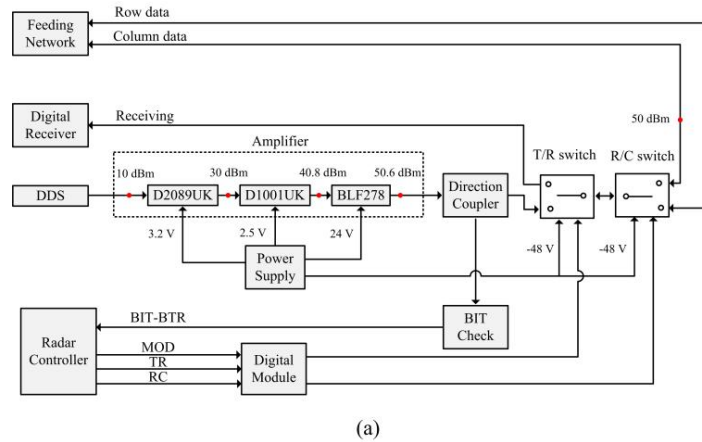 Row data
Feeding
Network
Column data
Digital
Receiver
Receiving
50 dBm
Amplifier
T/R switch
R/C switch
10 dBm
30 dBm
40.8 dBm
50.6 dBm
DDS
D2089UK
D1001UK
BLF278
Direction
Coupler
3.2 V
2.5 V
24 V
-48 V
-48 V
Power
Supply
BIT-BTR
BIT
Check
Radar
Controller
MOD
TR
RC
Digital
Module
(a)